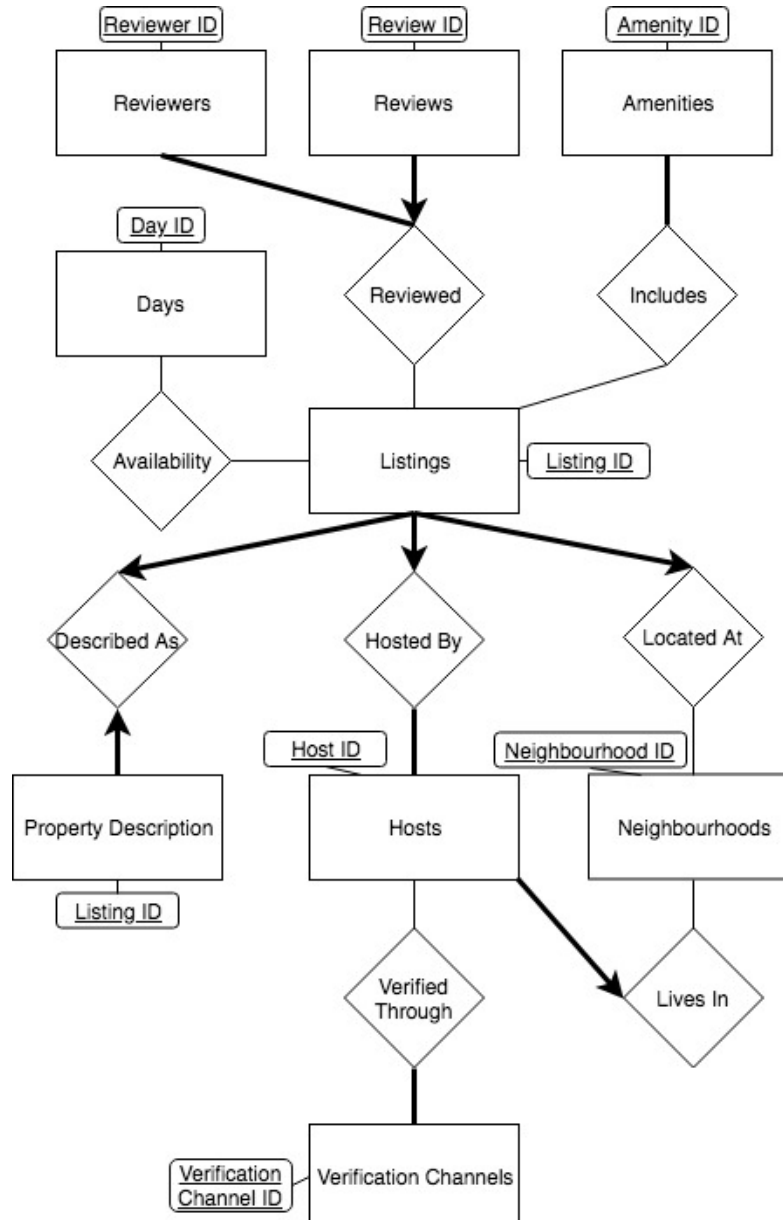 Reviewer ID
Review ID
Amenity ID
Reviewers
Reviews
Amenities
Day ID
Days
Reviewed
Includes
Availability
Listings
Listing ID
Described As
Hosted By
Located At
Host ID
Neighbourhood ID
Property Description
Hosts
Neighbourhoods
Listing ID
Verified
Through
Lives In
Verification
Channel ID
Verification Channels